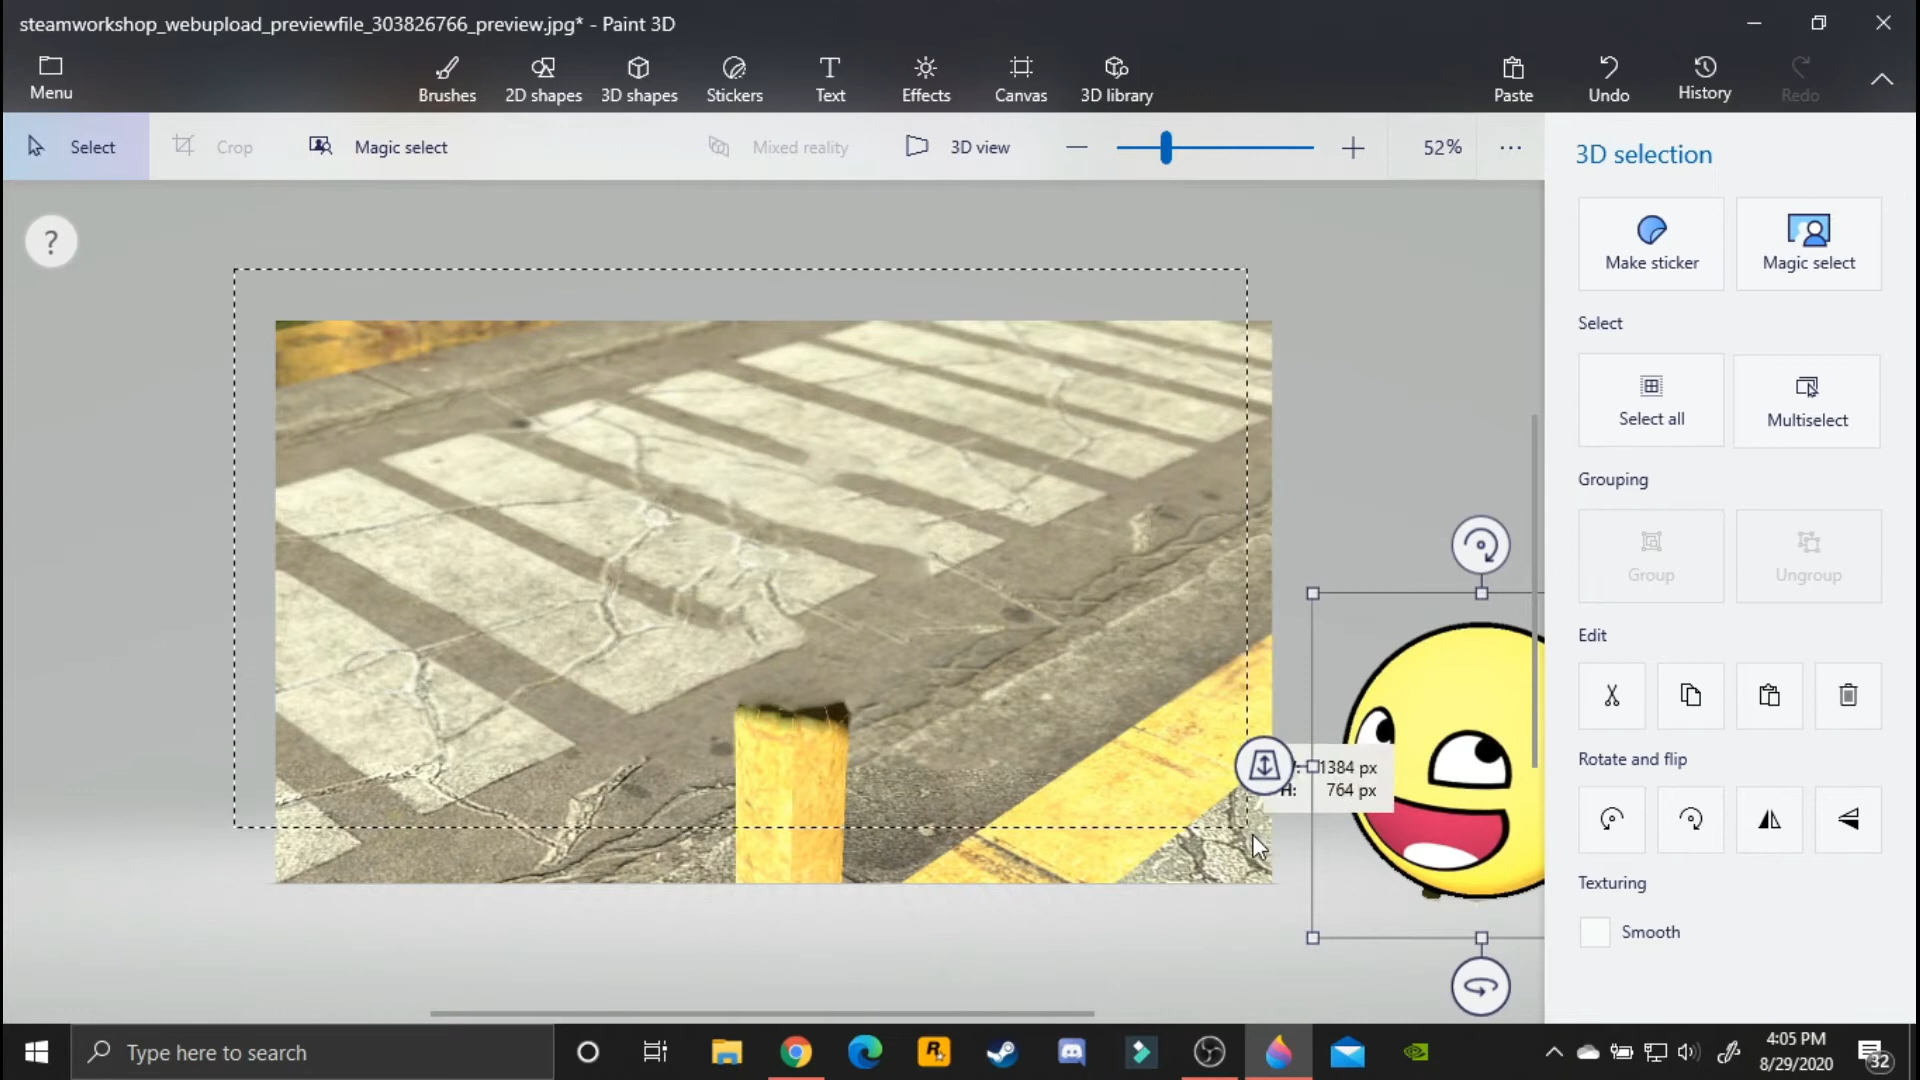 steamworkshop_webupload_previewfile_303826766_preview.jpg* - Paint 3D
Menu
Brushes
2D shapes
3D shapes
Stickers
Text
Effects
Canvas
3D library
Paste
Undo
History
Redo
Select
Crop
Magic select
Mixed reality
3D view
52%
3D selection
?
Make sticker
Magic select
Select
Select all
Multiselect
Grouping
Group
Ungroup
Edit
Rotate and flip
1384 px
H: 764 px
Texturing
Smooth
Type here to search
4:05 PM
8/29/2020
32